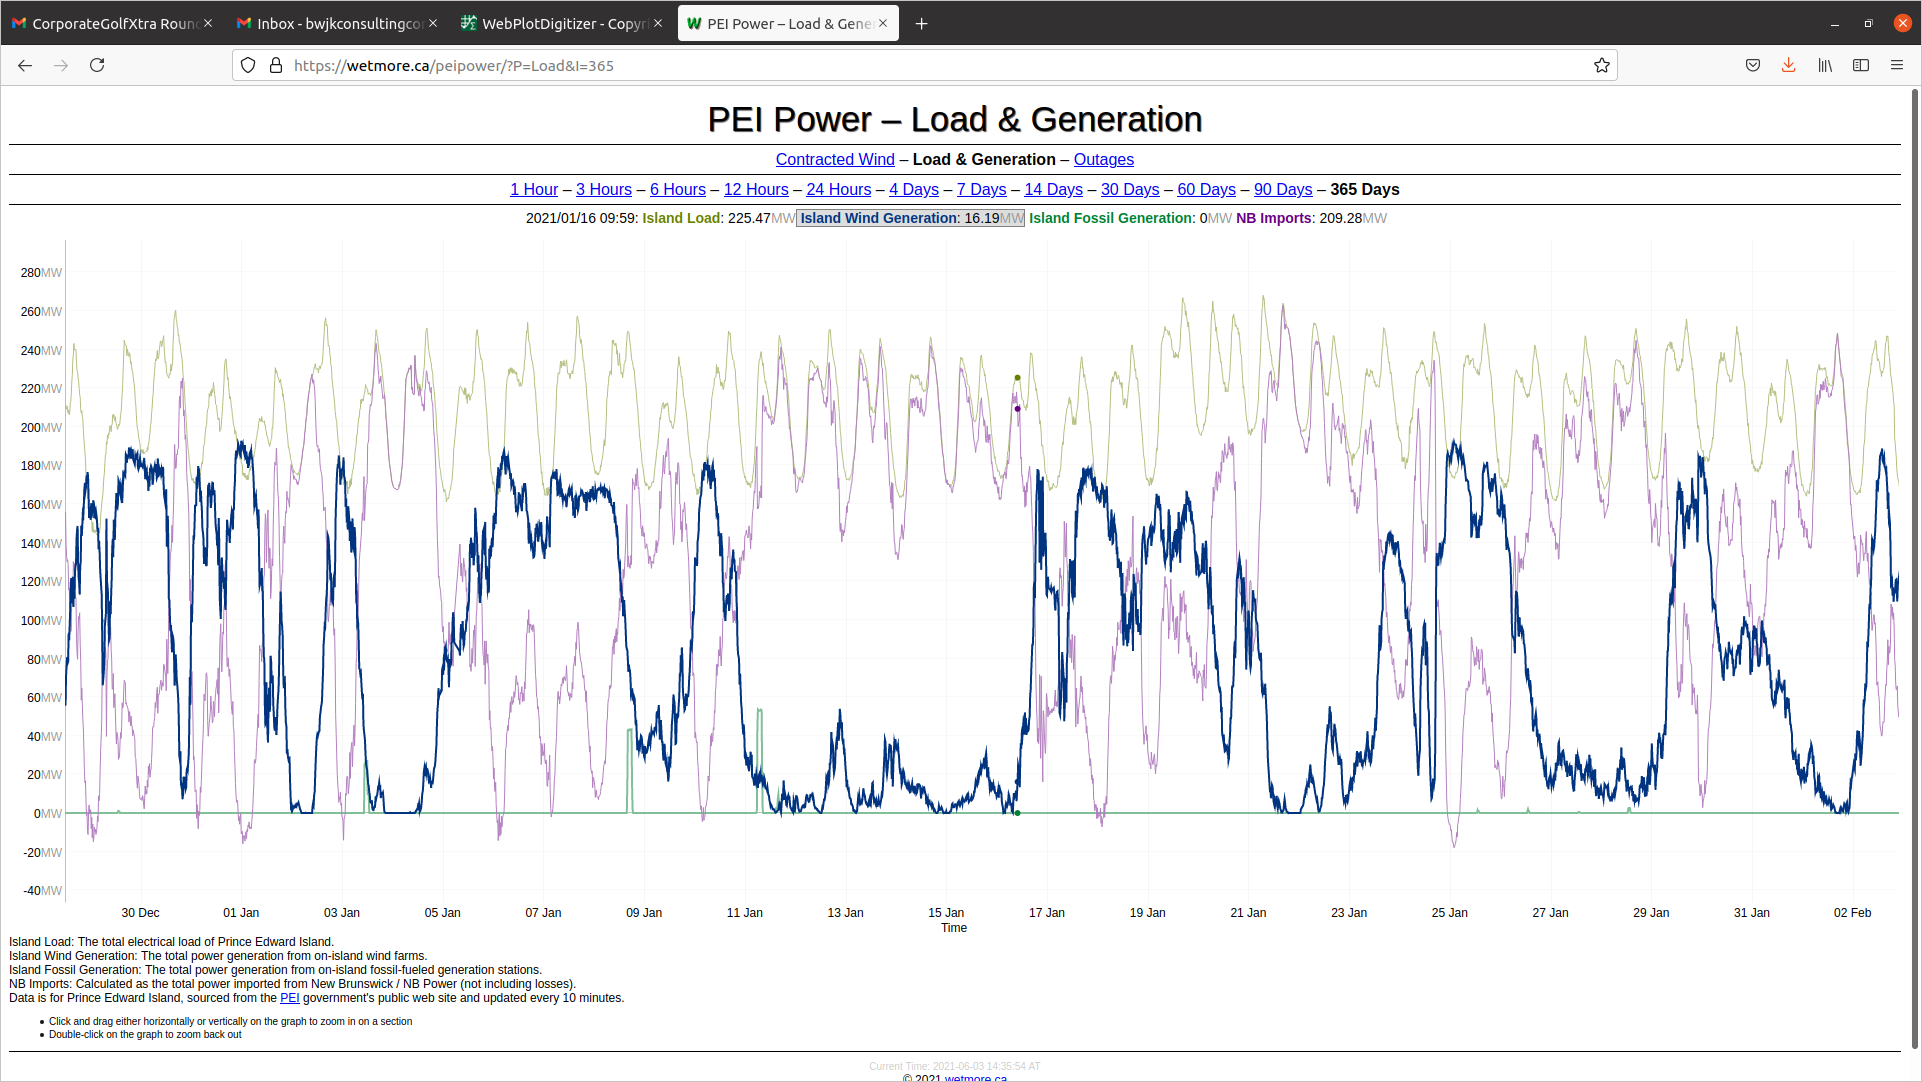 CorporateGolfXtra Roun
Inbox - bwjkconsultingco
WebPlotDigitizer - Copyri
PEI Power – Load & Gene
https://wetmore.ca/peipower/?P=Load&I=365
PEI Power – Load & Generation
Contracted Wind – Load & Generation – Outages
1 Hour – 3 Hours – 6 Hours – 12 Hours – 24 Hours – 4 Days – 7 Days – 14 Days – 30 Days – 60 Days – 90 Days – 365 Days
2021/01/16 09:59: Island Load: 225.47MW Island Wind Generation: 16.19MW Island Fossil Generation: 0MW NB Imports: 209.28MW
280MW
260MW
240MW
220MW
200MW
180MW
160MW
140MW
120MW
100MW
80MW
60MW
40MW
20MW
0MW
-20MW
-40MW
30 Dec 01 Jan 03 Jan 05 Jan 07 Jan 09 Jan 11 Jan 13 Jan 15 Jan 17 Jan 19 Jan 21 Jan 23 Jan 25 Jan 27 Jan 29 Jan 31 Jan 02 Feb
Time
Island Load: The total electrical load of Prince Edward Island.
Island Wind Generation: The total power generation from on-island wind farms.
Island Fossil Generation: The total power generation from on-island fossil-fueled generation stations.
NB Imports: Calculated as the total power imported from New Brunswick / NB Power (not including losses).
Data is for Prince Edward Island, sourced from the PEI government's public web site and updated every 10 minutes.
• Click and drag either horizontally or vertically on the graph to zoom in on a section
• Double-click on the graph to zoom back out
Current Time: 2021-06-03 14:35:54 AT
© 2021 wetmore.ca